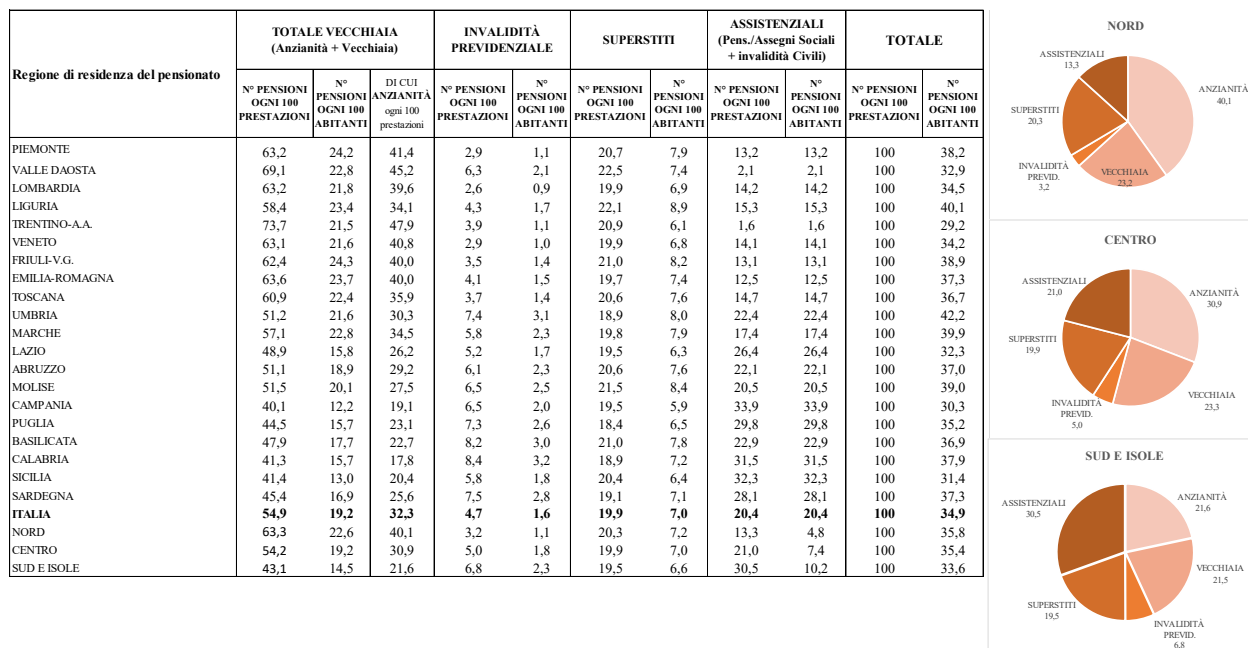 Regione di residenza del pensionato
TOTALE VECCHIAIA
(Anzianità + Vecchiaia)
INVALIDITÀ
PREVIDENZIALE
SUPERSTITI
ASSISTENZIALI
(Pens./Assegni Sociali
+ invalidità Civili)
TOTALE
N° PENSIONI
OGNI 100
PRESTAZIONI
N°
PENSIONI
OGNI 100
ABITANTI
DI CUI
ANZIANITÀ
ogni 100
prestazioni
N° PENSIONI
OGNI 100
PRESTAZIONI
N°
PENSIONI
OGNI 100
ABITANTI
N° PENSIONI
OGNI 100
PRESTAZIONI
N°
PENSIONI
OGNI 100
ABITANTI
N° PENSIONI
OGNI 100
PRESTAZIONI
N°
PENSIONI
OGNI 100
ABITANTI
N° PENSIONI
OGNI 100
PRESTAZIONI
N°
PENSIONI
OGNI 100
ABITANTI
PIEMONTE 63,2 24,2 41,4 2,9 1,1 20,7 7,9 13,2 13,2 100 38,2
VALLE DAOSTA 69,1 22,8 45,2 6,3 2,1 22,5 7,4 2,1 2,1 100 32,9
LOMBARDIA 63,2 21,8 39,6 2,6 0,9 19,9 6,9 14,2 14,2 100 34,5
LIGURIA 58,4 23,4 34,1 4,3 1,7 22,1 8,9 15,3 15,3 100 40,1
TRENTINO-A.A. 73,7 21,5 47,9 3,9 1,1 20,9 6,1 1,6 1,6 100 29,2
VENETO 63,1 21,6 40,8 2,9 1,0 19,9 6,8 14,1 14,1 100 34,2
FRIULI-V.G. 62,4 24,3 40,0 3,5 1,4 21,0 8,2 13,1 13,1 100 38,9
EMILIA-ROMAGNA 63,6 23,7 40,0 4,1 1,5 19,7 7,4 12,5 12,5 100 37,3
TOSCANA 60,9 22,4 35,9 3,7 1,4 20,6 7,6 14,7 14,7 100 36,7
UMBRIA 51,2 21,6 30,3 7,4 3,1 18,9 8,0 22,4 22,4 100 42,2
MARCHE 57,1 22,8 34,5 5,8 2,3 19,8 7,9 17,4 17,4 100 39,9
LAZIO 48,9 15,8 26,2 5,2 1,7 19,5 6,3 26,4 26,4 100 32,3
ABRUZZO 51,1 18,9 29,2 6,1 2,3 20,6 7,6 22,1 22,1 100 37,0
MOLISE 51,5 20,1 27,5 6,5 2,5 21,5 8,4 20,5 20,5 100 39,0
CAMPANIA 40,1 12,2 19,1 6,5 2,0 19,5 5,9 33,9 33,9 100 30,3
PUGLIA 44,5 15,7 23,1 7,3 2,6 18,4 6,5 29,8 29,8 100 35,2
BASILICATA 47,9 17,7 22,7 8,2 3,0 21,0 7,8 22,9 22,9 100 36,9
CALABRIA 41,3 15,7 17,8 8,4 3,2 18,9 7,2 31,5 31,5 100 37,9
SICILIA 41,4 13,0 20,4 5,8 1,8 20,4 6,4 32,3 32,3 100 31,4
SARDEGNA 45,4 16,9 25,6 7,5 2,8 19,1 7,1 28,1 28,1 100 37,3
ITALIA 54,9 19,2 32,3 4,7 1,6 19,9 7,0 20,4 20,4 100 34,9
NORD 63,3 22,6 40,1 3,2 1,1 20,3 7,2 13,3 4,8 100 35,8
CENTRO 54,2 19,2 30,9 5,0 1,8 19,9 7,0 21,0 7,4 100 35,4
SUD E ISOLE 43,1 14,5 21,6 6,8 2,3 19,5 6,6 30,5 10,2 100 33,6
NORD
ASSISTENZIALI
13,3
ANZIANITÀ
40,1
SUPERSTITI
20,3
INVALIDITÀ
PREVID.
3,2
VECCHIAIA
23,2
CENTRO
ASSISTENZIALI
21,0
ANZIANITÀ
30,9
SUPERSTITI
19,9
INVALIDITÀ
PREVID.
5,0
VECCHIAIA
23,3
SUD E ISOLE
ASSISTENZIALI
30,5
ANZIANITÀ
21,6
VECCHIAIA
21,5
SUPERSTITI
19,5
INVALIDITÀ
PREVID.
6,8